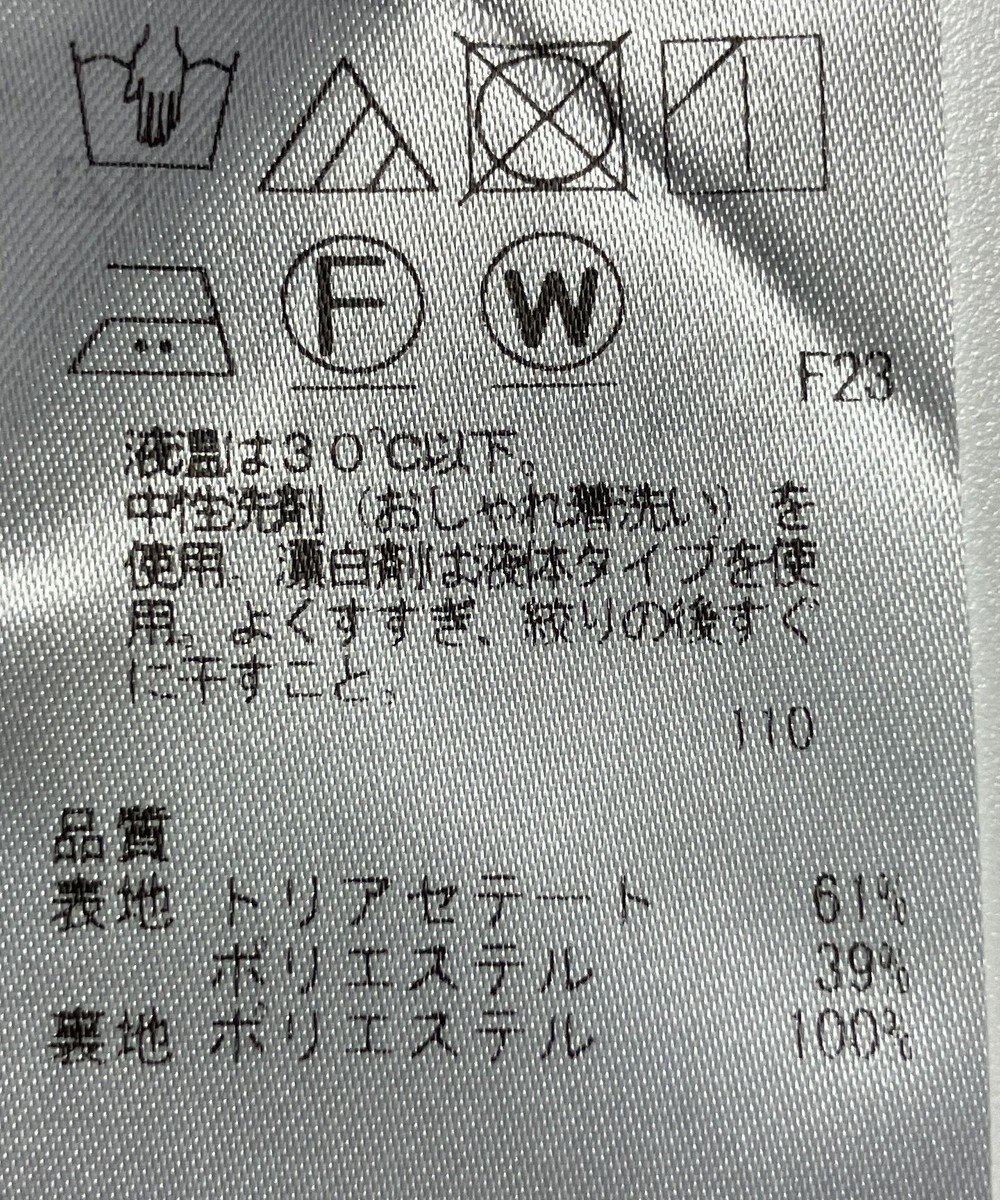 F W
F23
液温は30℃以下。
中性洗剤（おしゃれ着洗い）を
使用。漂白剤は液体タイプを使
用。よくすすぎ、絞りの後すぐ
に干すこと。
110
品質
表地 トリアセテート 61%
ポリエステル 39%
裏地 ポリエステル 100%